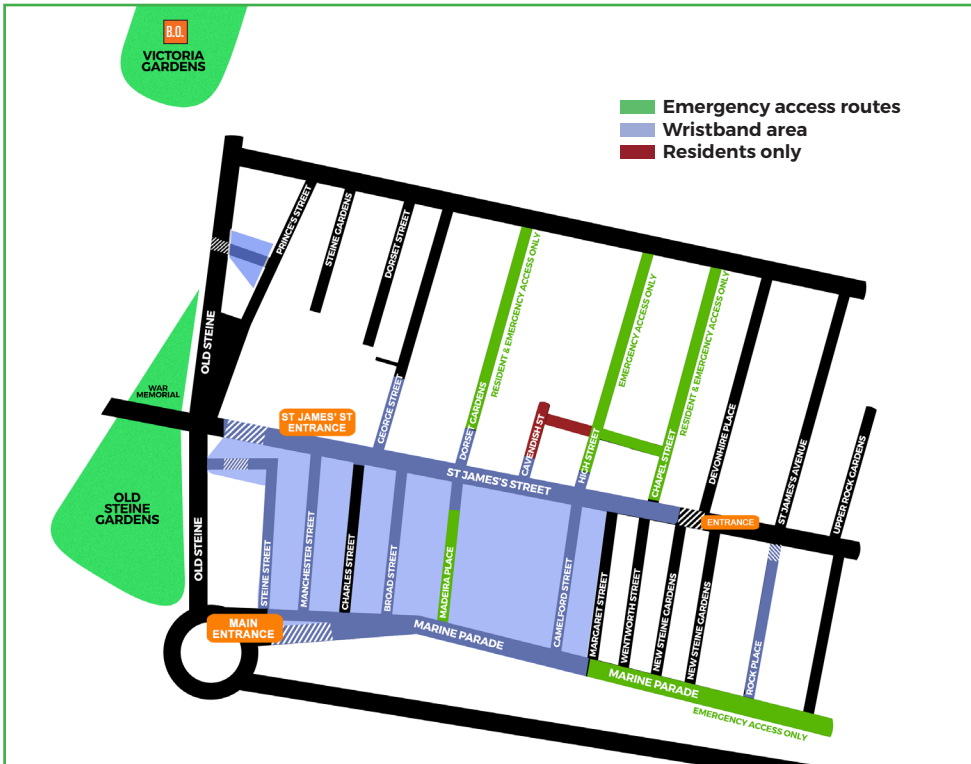 B.O.
VICTORIA
GARDENS
Emergency access routes
Wristband area
Residents only
PRINCE'S STREET
STEINE GARDENS
DORSET STREET
RESIDENT & EMERGENCY ACCESS ONLY
EMERGENCY ACCESS ONLY
RESIDENT & EMERGENCY ACCESS ONLY
OLD STEINE
WAR
MEMORIAL
ST JAMES' ST
ENTRANCE
GEORGE STREET
DORSET GARDENS
CAVENDISH ST
HIGH STREET
CHAPEL STREET
DEVONHIRE PLACE
ST JAMES'S AVENUE
UPPER ROCK GARDENS
ST JAMES'S STREET
ENTRANCE
OLD
STEINE
GARDENS
OLD STEINE
STEINE STREET
MANCHESTER STREET
CHARLES STREET
BROAD STREET
MADEIRA PLACE
CAMELFORD STREET
MARGARET STREET
WENTWORTH STREET
NEW STEINE GARDENS
NEW STEINE GARDENS
ROCK PLACE
MAIN
ENTRANCE
MARINE PARADE
MARINE PARADE
EMERGENCY ACCESS ONLY